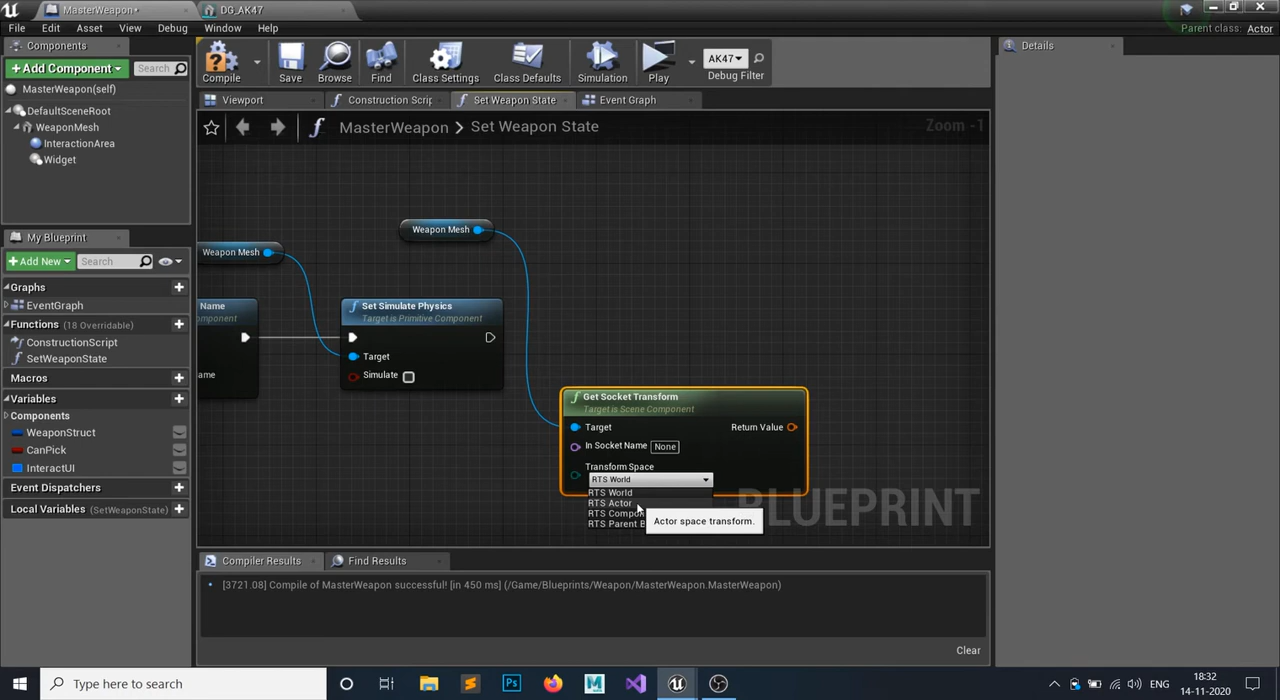 MasterWeapon*
DG_AK47
File Edit Asset View Debug Window Help
Parent class: Actor
Components
+Add Component
Search
MasterWeapon(self)
DefaultSceneRoot
WeaponMesh
InteractionArea
Widget
Compile
Save
Browse
Find
Class Settings
Class Defaults
Simulation
Play
AK47
Debug Filter
Details
Viewport
Construction Scrip
Set Weapon State
Event Graph
MasterWeapon > Set Weapon State
Zoom -1
My Blueprint
+Add New
Search
Graphs
EventGraph
Functions (18 Overridable)
ConstructionScript
SetWeaponState
Macros
Variables
Components
WeaponStruct
CanPick
InteractUI
Event Dispatchers
Local Variables (SetWeaponState)
Weapon Mesh
Weapon Mesh
Name
omponent
ame
Set Simulate Physics
Target is Primitive Component
Target
Simulate
Get Socket Transform
Target is Scene Component
Target
Return Value
In Socket Name None
Transform Space
RTS World
RTS World
RTS Actor
RTS Compon
RTS Parent B
Actor space transform.
BLUEPRINT
Compiler Results
Find Results
[3721.08] Compile of MasterWeapon successful! [in 450 ms] (/Game/Blueprints/Weapon/MasterWeapon.MasterWeapon)
Clear
Type here to search
ENG
18:32
14-11-2020